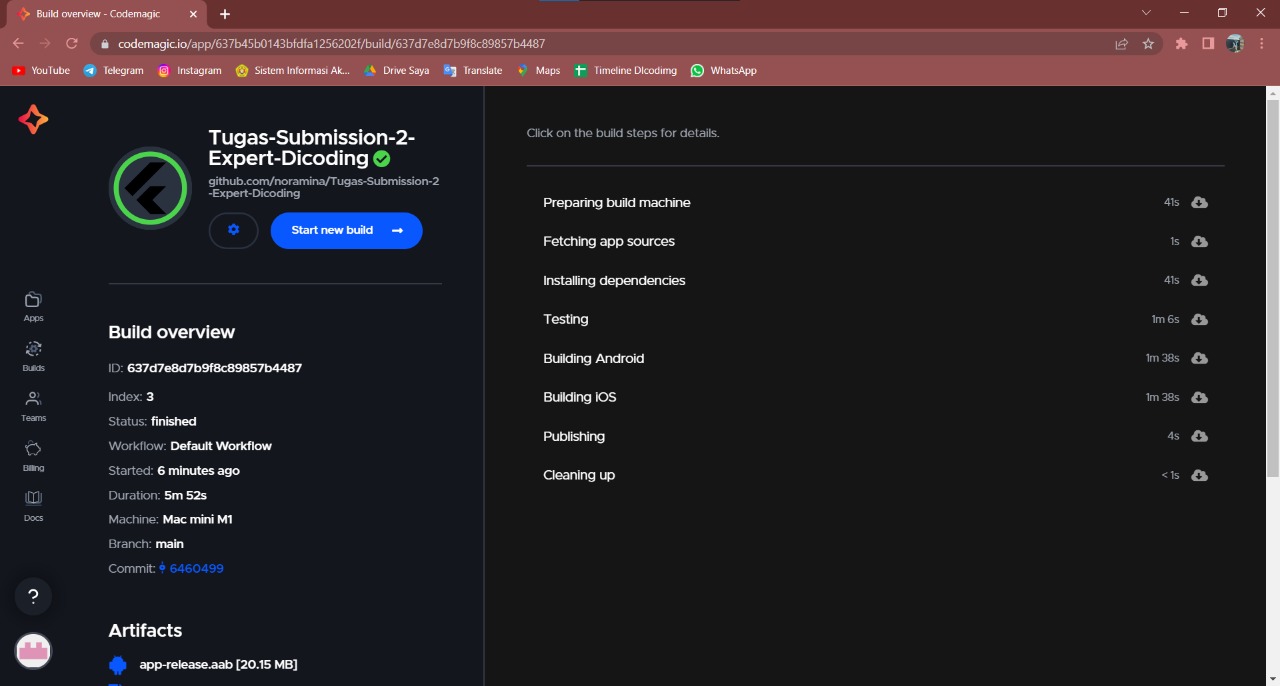 Build overview - Codemagic
codemagic.io/app/637b45b0143bfdfa1256202f/build/637d7e8d7b9f8c89857b4487
YouTube
Telegram
Instagram
Sistem Informasi Ak...
Drive Saya
Translate
Maps
Timeline DIcodimg
WhatsApp
Apps
Builds
Teams
Billing
Docs
?
Tugas-Submission-2-
Expert-Dicoding
github.com/noramina/Tugas-Submission-2
-Expert-Dicoding
Start new build
Build overview
ID: 637d7e8d7b9f8c89857b4487
Index: 3
Status: finished
Workflow: Default Workflow
Started: 6 minutes ago
Duration: 5m 52s
Machine: Mac mini M1
Branch: main
Commit: 6460499
Artifacts
app-release.aab [20.15 MB]
Click on the build steps for details.
Preparing build machine 41s
Fetching app sources 1s
Installing dependencies 41s
Testing 1m 6s
Building Android 1m 38s
Building iOS 1m 38s
Publishing 4s
Cleaning up < 1s